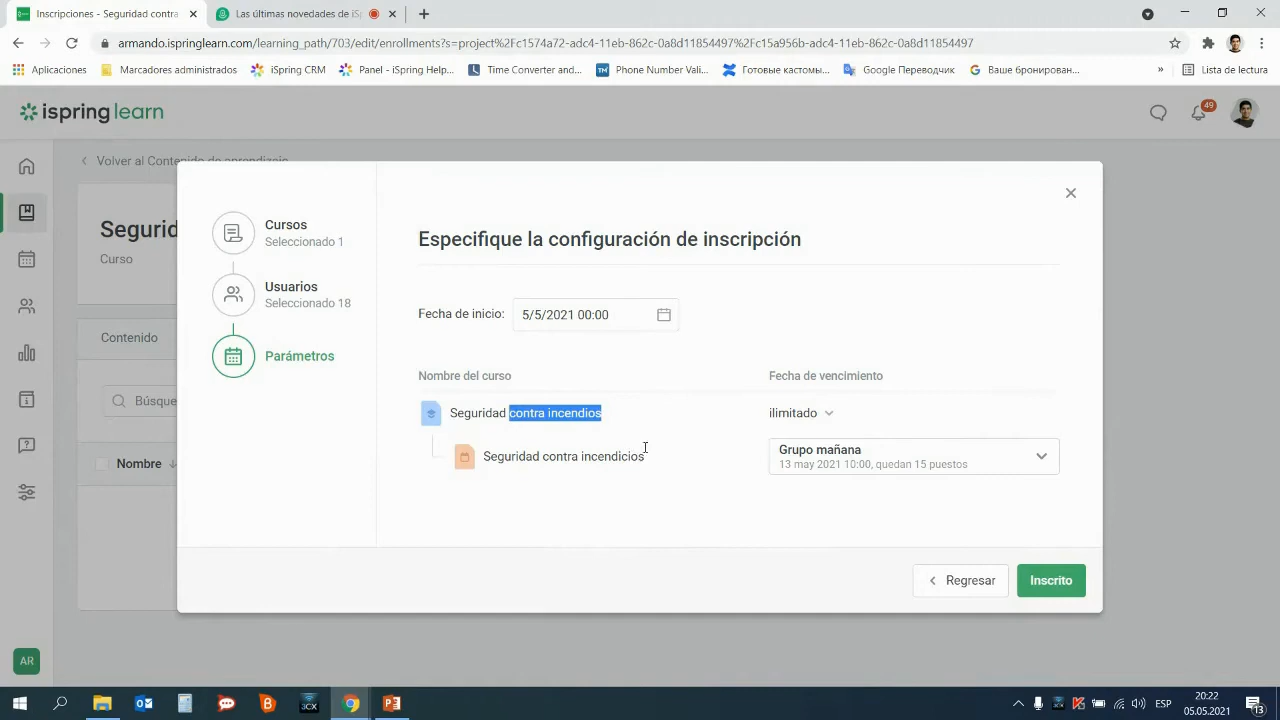 Inscripciones - Seguridad contra
Las últimas novedades de iSp
armando.ispringlearn.com/learning_path/703/edit/enrollments?s=project%2Fc1574a72-adc4-11eb-862c-0a8d11854497%2Fc15a956b-adc4-11eb-862c-0a8d11854497
Aplicaciones
Marcadores administrados
iSpring CRM
Panel - iSpring Help...
Time Converter and...
TM
Phone Number Vali...
Готовые кастомы...
Google Переводчик
Ваше бронирован...
»
Lista de lectura
ispring learn
49
Volver al Contenido de aprendizaje
Segurid
Curso
Contenido
Búsque
Nombre
AR
Cursos
Seleccionado 1
Usuarios
Seleccionado 18
Parámetros
Especifique la configuración de inscripción
Fecha de inicio:
5/5/2021 00:00
Nombre del curso
Fecha de vencimiento
Seguridad contra incendios
ilimitado
Seguridad contra incendicios
Grupo mañana
13 may 2021 10:00, quedan 15 puestos
Regresar
Inscrito
3CX
ESP
20:22
05.05.2021
13